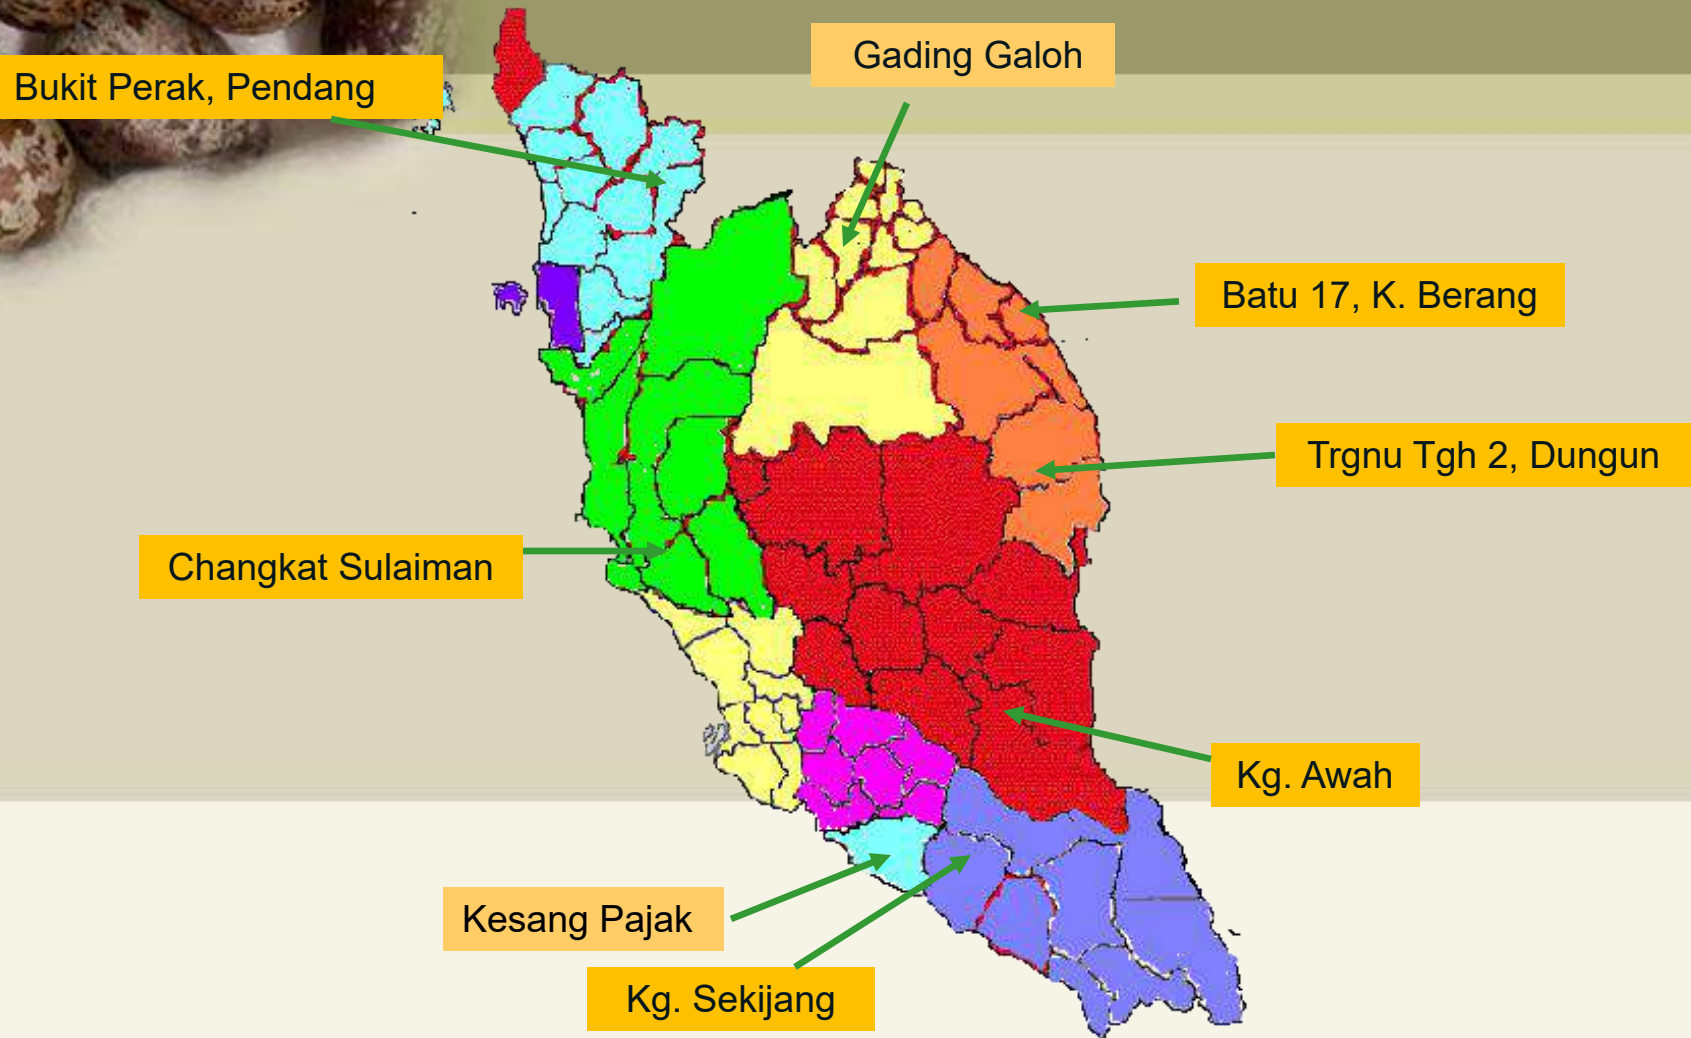 Gading Galoh
Bukit Perak, Pendang
Batu 17, K. Berang
Trgnu Tgh 2, Dungun
Changkat Sulaiman
Kg. Awah
Kesang Pajak
Kg. Sekijang